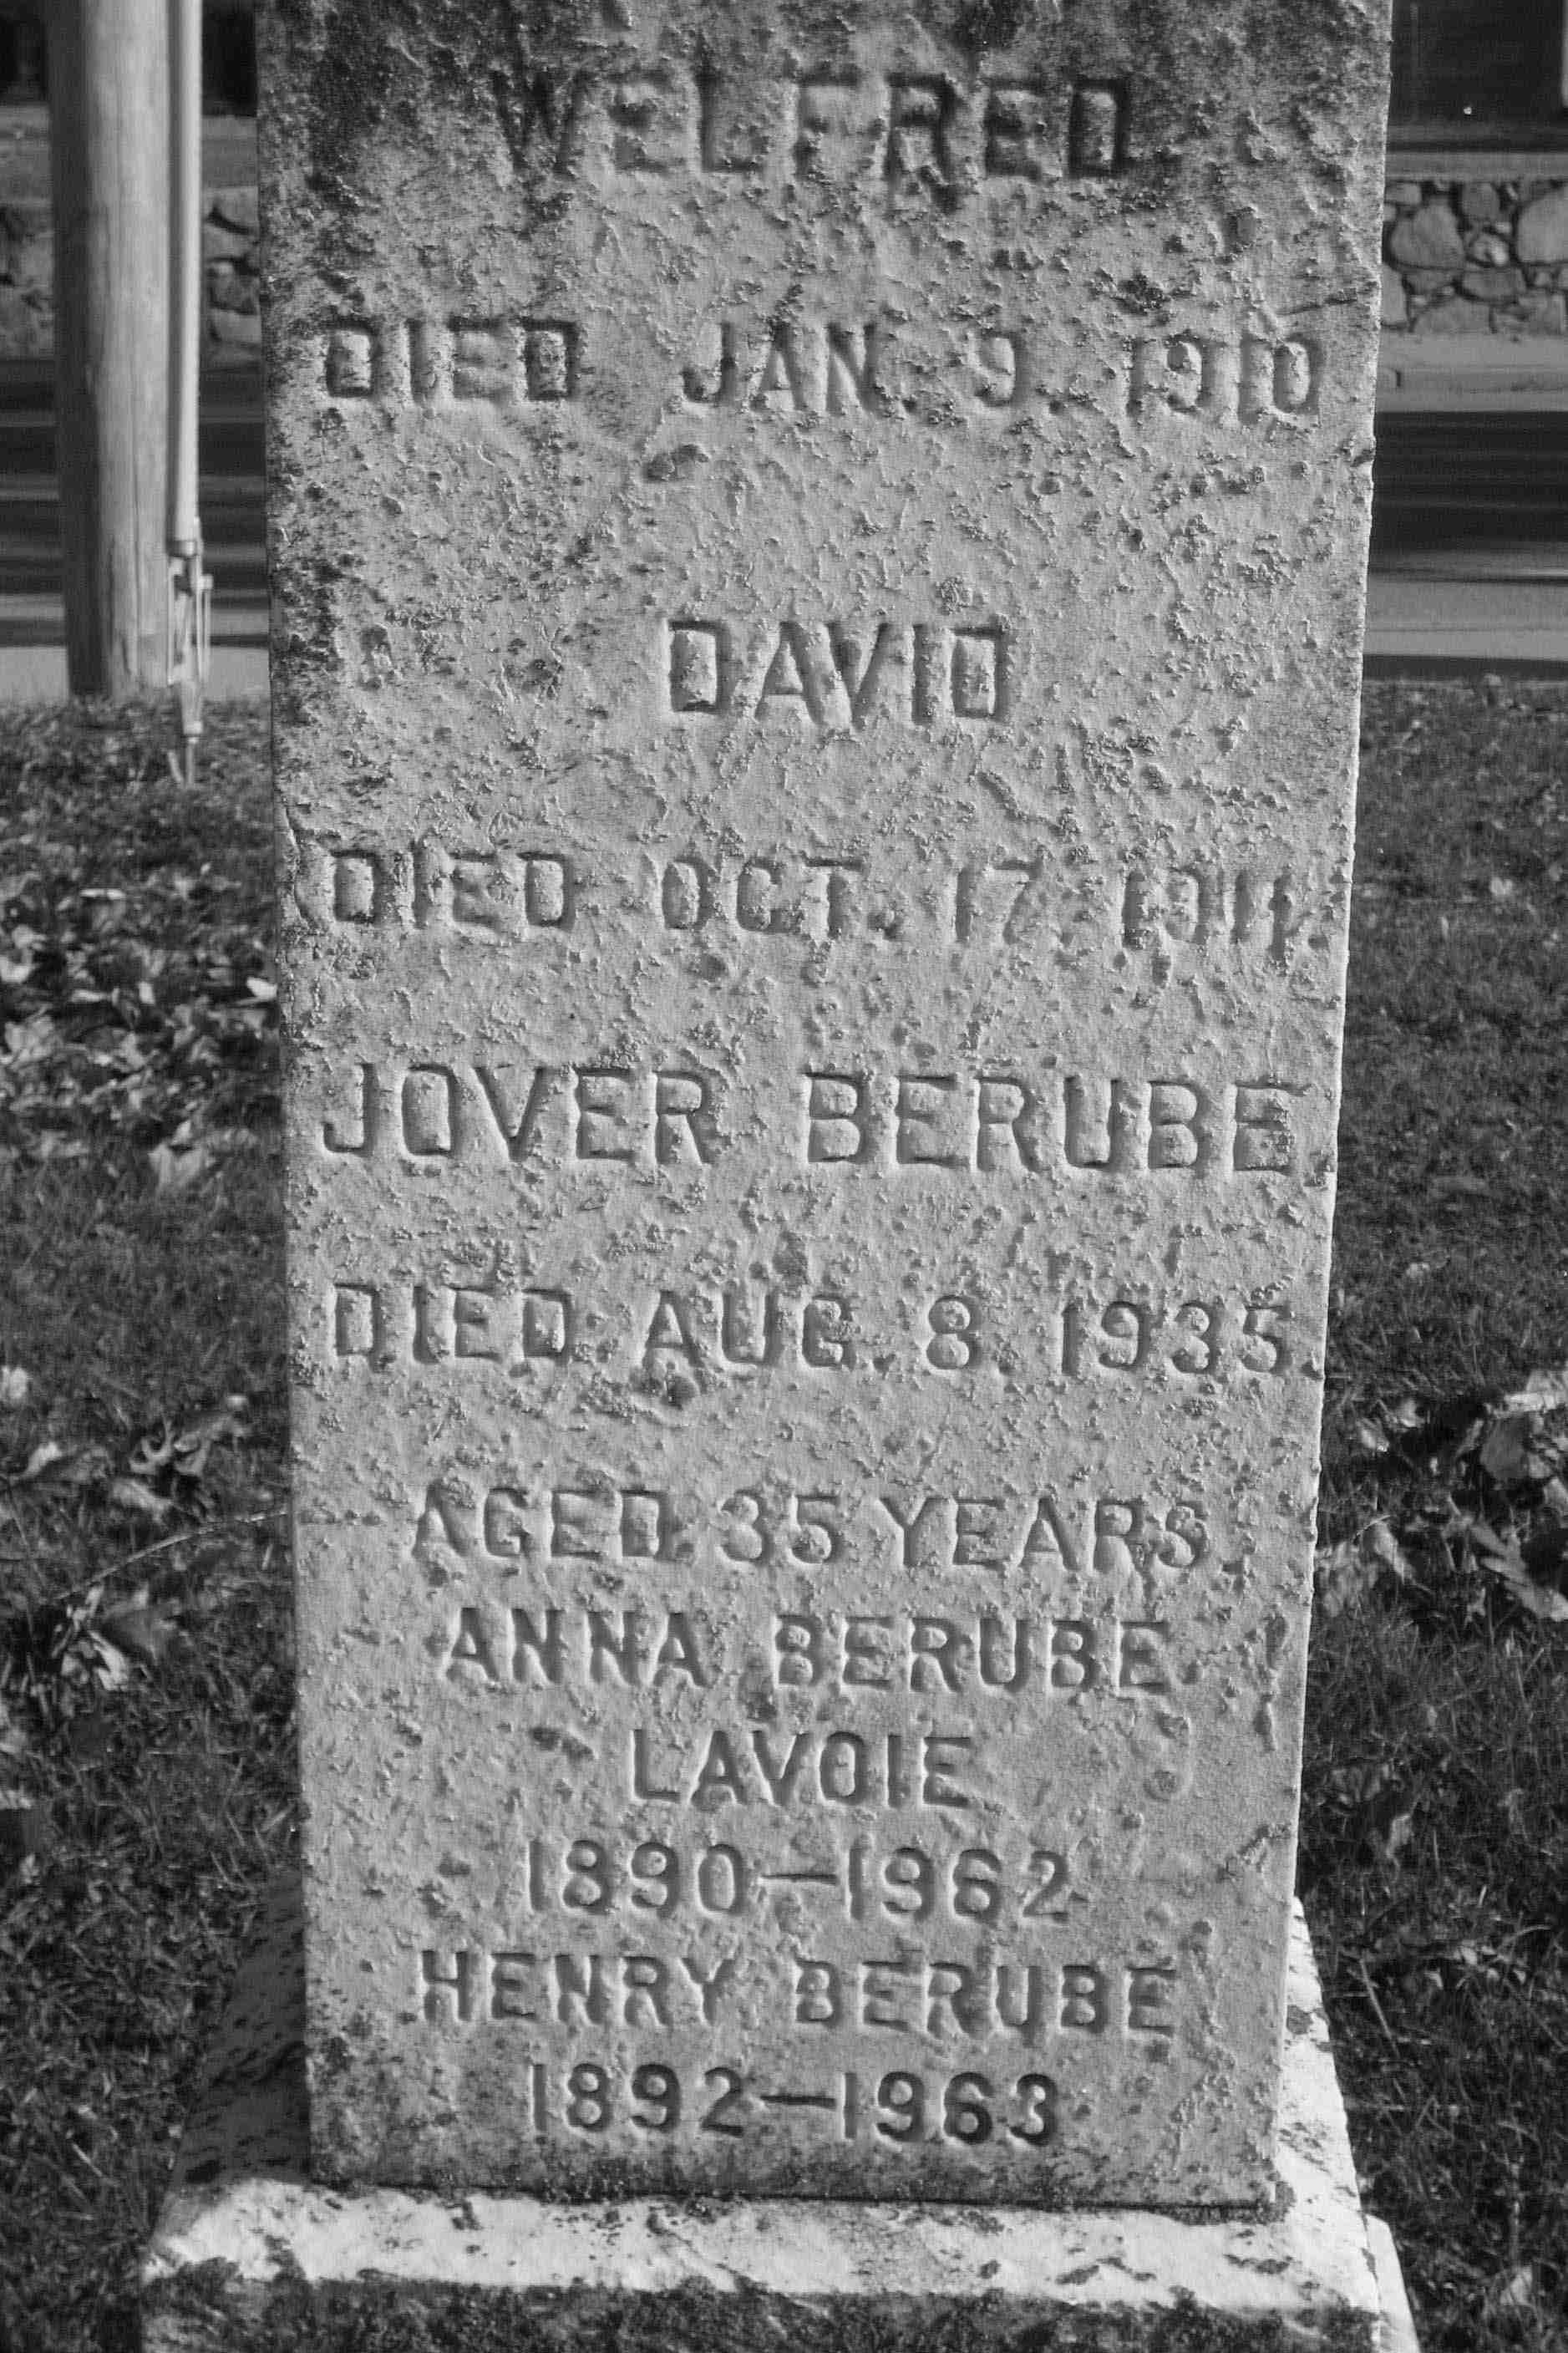 WELFRED
DIED JAN. 9. 1910
DAVID
DIED OCT. 17, 1911.
JOVER BERUBE
DIED AUG. 8, 1935.
AGED 35 YEARS.
ANNA BERUBE
LAVOIE
1890–1962
HENRY BERUBE
1892–1963